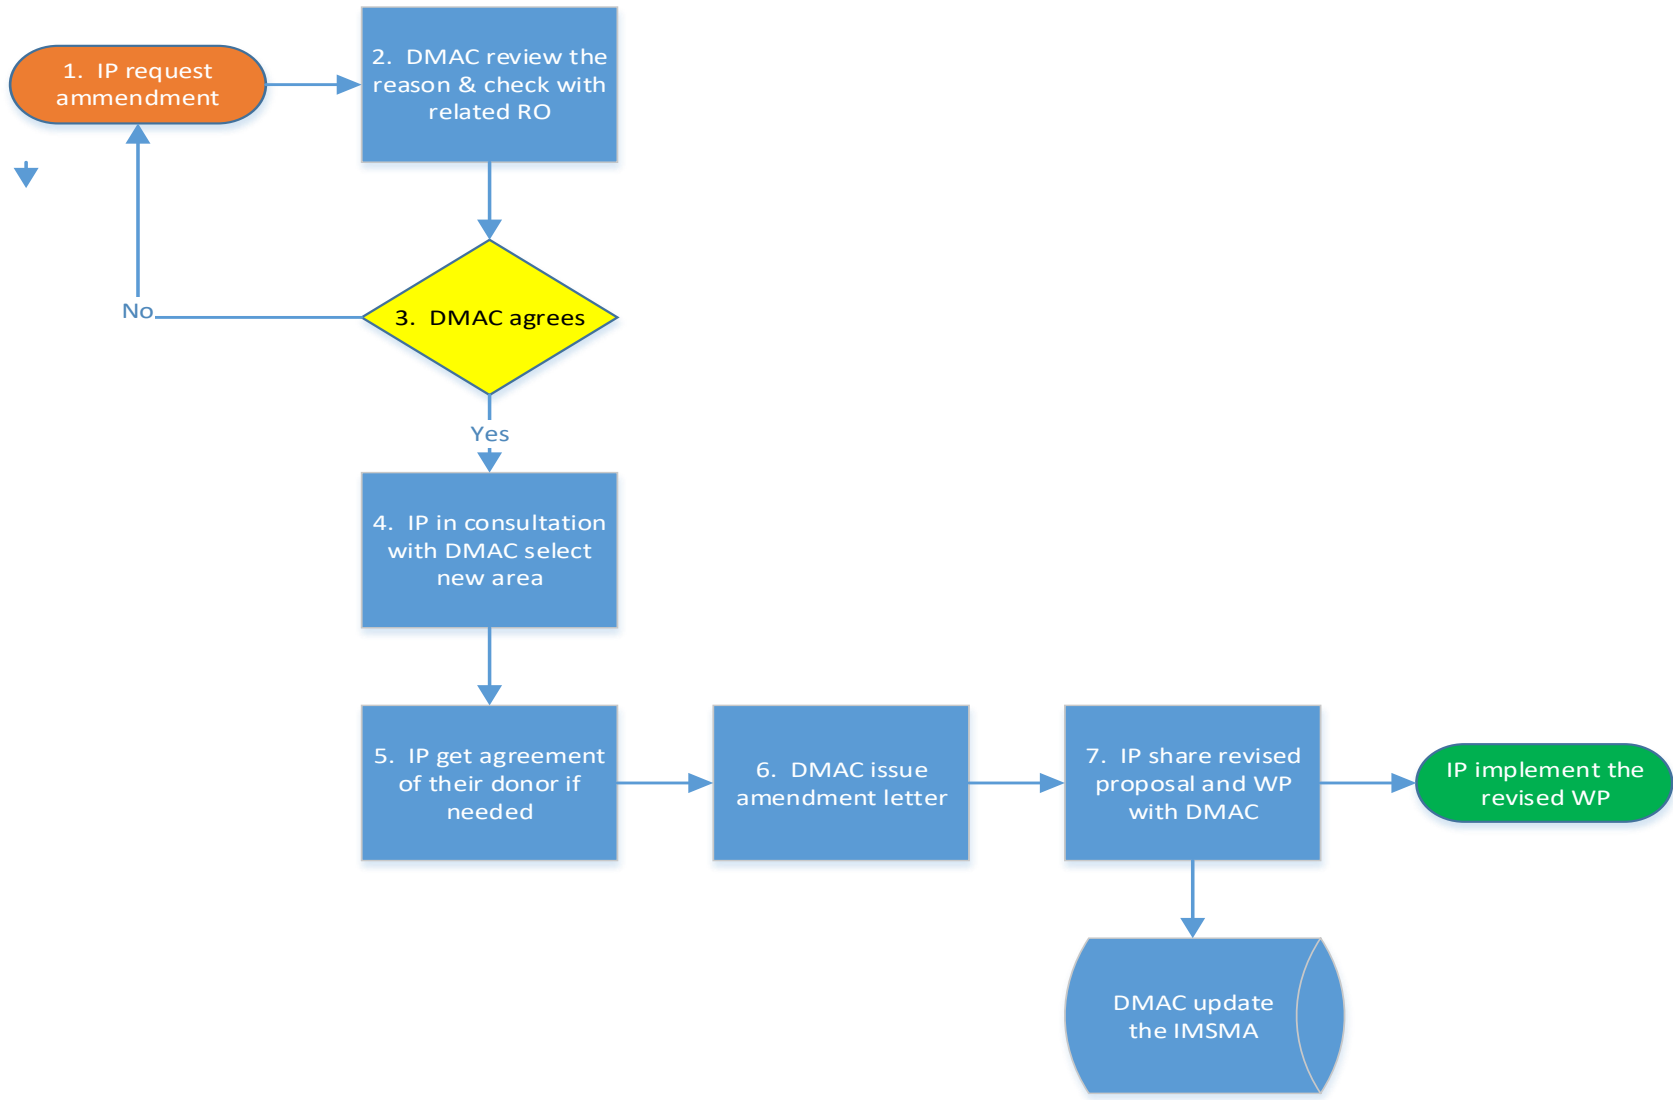 1. IP request
ammendment
2. DMAC review the
reason & check with
related RO
3. DMAC agrees
No
Yes
4. IP in consultation
with DMAC select
new area
5. IP get agreement
of their donor if
needed
6. DMAC issue
amendment letter
7. IP share revised
proposal and WP
with DMAC
IP implement the
revised WP
DMAC update
the IMSMA